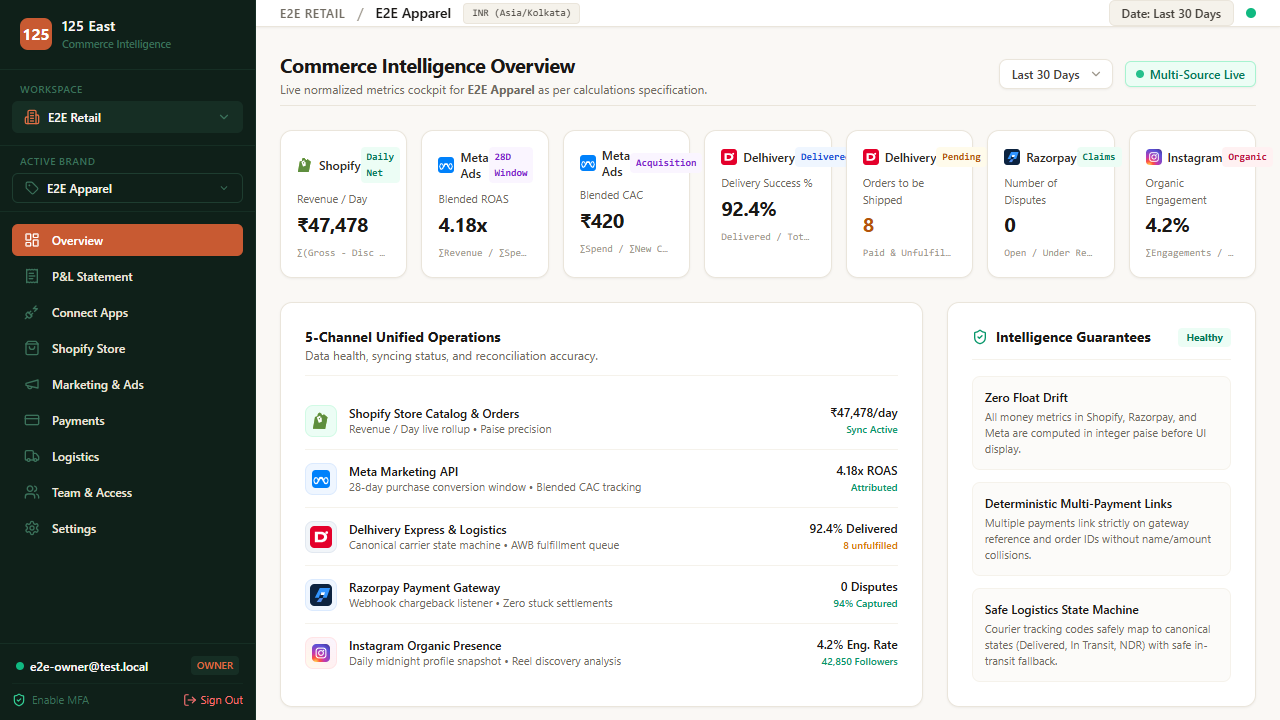 125
125 East
Commerce Intelligence
WORKSPACE
E2E Retail
ACTIVE BRAND
E2E Apparel
Overview
P&L Statement
Connect Apps
Shopify Store
Marketing & Ads
Payments
Logistics
Team & Access
Settings
e2e-owner@test.local OWNER
Enable MFA Sign Out
E2E RETAIL / E2E Apparel INR (Asia/Kolkata) Date: Last 30 Days
Commerce Intelligence Overview
Live normalized metrics cockpit for E2E Apparel as per calculations specification.
Last 30 Days Multi-Source Live
Shopify Daily Net
Revenue / Day
₹47,478
Σ(Gross - Disc …
Meta Ads 28D Window
Blended ROAS
4.18x
ΣRevenue / ΣSpe…
Meta Ads Acquisition
Blended CAC
₹420
ΣSpend / ΣNew C…
Delhivery Delivered
Delivery Success %
92.4%
Delivered / Tot…
Delhivery Pending
Orders to be Shipped
8
Paid & Unfulfil…
Razorpay Claims
Number of Disputes
0
Open / Under Re…
Instagram Organic
Organic Engagement
4.2%
ΣEngagements / …
5-Channel Unified Operations
Data health, syncing status, and reconciliation accuracy.
Shopify Store Catalog & Orders ₹47,478/day
Revenue / Day live rollup • Paise precision Sync Active
Meta Marketing API 4.18x ROAS
28-day purchase conversion window • Blended CAC tracking Attributed
Delhivery Express & Logistics 92.4% Delivered
Canonical carrier state machine • AWB fulfillment queue 8 unfulfilled
Razorpay Payment Gateway 0 Disputes
Webhook chargeback listener • Zero stuck settlements 94% Captured
Instagram Organic Presence 4.2% Eng. Rate
Daily midnight profile snapshot • Reel discovery analysis 42,850 Followers
Intelligence Guarantees Healthy
Zero Float Drift
All money metrics in Shopify, Razorpay, and
Meta are computed in integer paise before UI
display.
Deterministic Multi-Payment Links
Multiple payments link strictly on gateway
reference and order IDs without name/amount
collisions.
Safe Logistics State Machine
Courier tracking codes safely map to canonical
states (Delivered, In Transit, NDR) with safe in-
transit fallback.